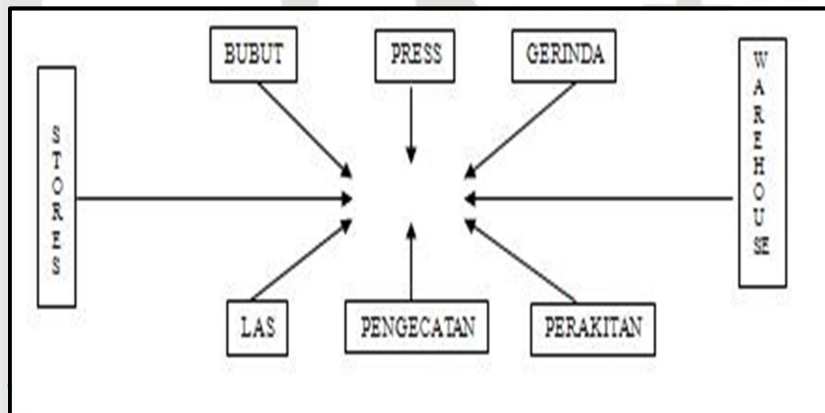 BUBUT
PRESS
GERINDA
STORES
WAREHOUSE
LAS
PENGECATAN
PERAKITAN